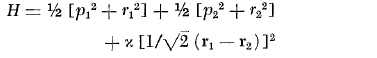 H = ½ [p₁² + r₁²] + ½ [p₂² + r₂²]
+ ϰ [1/√2 (r₁ − r₂)]²